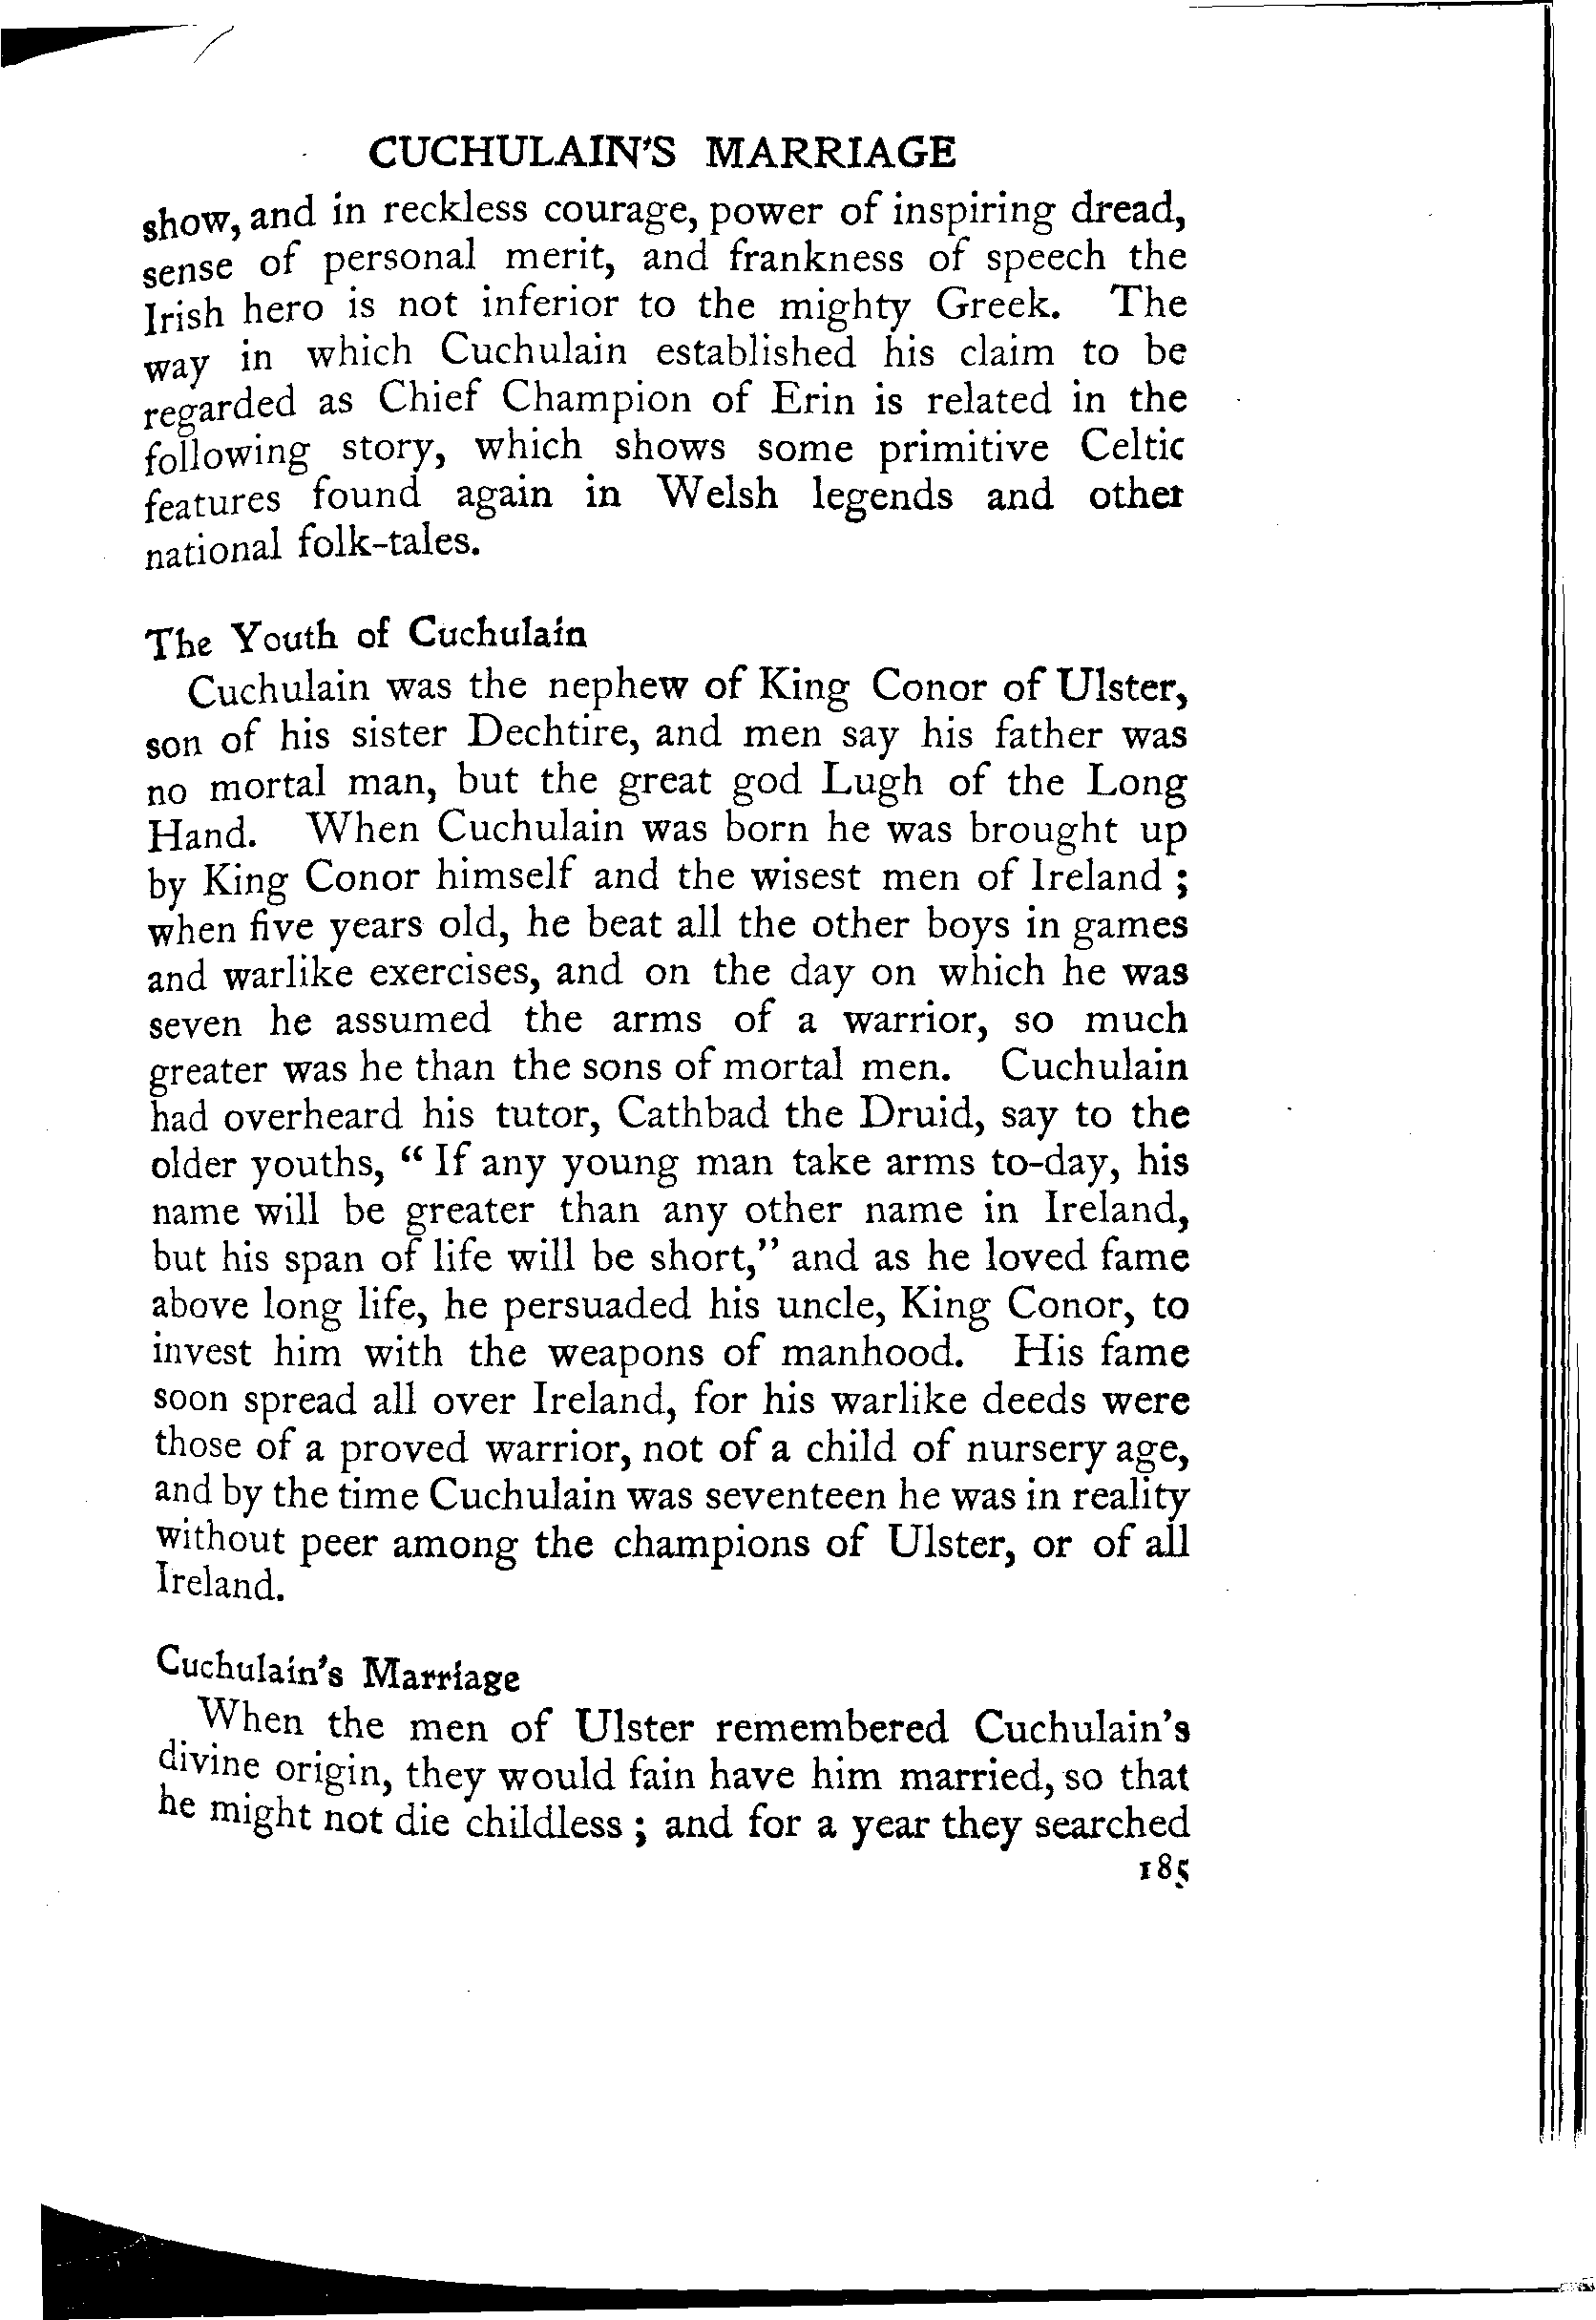 CUCHULAIN'S MARRIAGE
show, and in reckless courage, power of inspiring dread,
sense of personal merit, and frankness of speech the
Irish hero is not inferior to the mighty Greek. The
way in which Cuchulain established his claim to be
regarded as Chief Champion of Erin is related in the
following story, which shows some primitive Celtic
features found again in Welsh legends and other
national folk-tales.
The Youth of Cuchulain
Cuchulain was the nephew of King Conor of Ulster,
son of his sister Dechtire, and men say his father was
no mortal man, but the great god Lugh of the Long
Hand. When Cuchulain was born he was brought up
by King Conor himself and the wisest men of Ireland ;
when five years old, he beat all the other boys in games
and warlike exercises, and on the day on which he was
seven he assumed the arms of a warrior, so much
greater was he than the sons of mortal men. Cuchulain
had overheard his tutor, Cathbad the Druid, say to the
older youths, “ If any young man take arms to-day, his
name will be greater than any other name in Ireland,
but his span of life will be short,” and as he loved fame
above long life, he persuaded his uncle, King Conor, to
invest him with the weapons of manhood. His fame
soon spread all over Ireland, for his warlike deeds were
those of a proved warrior, not of a child of nursery age,
and by the time Cuchulain was seventeen he was in reality
without peer among the champions of Ulster, or of all
Ireland.
Cuchulain's Marriage
When the men of Ulster remembered Cuchulain's
divine origin, they would fain have him married, so that
he might not die childless ; and for a year they searched
185